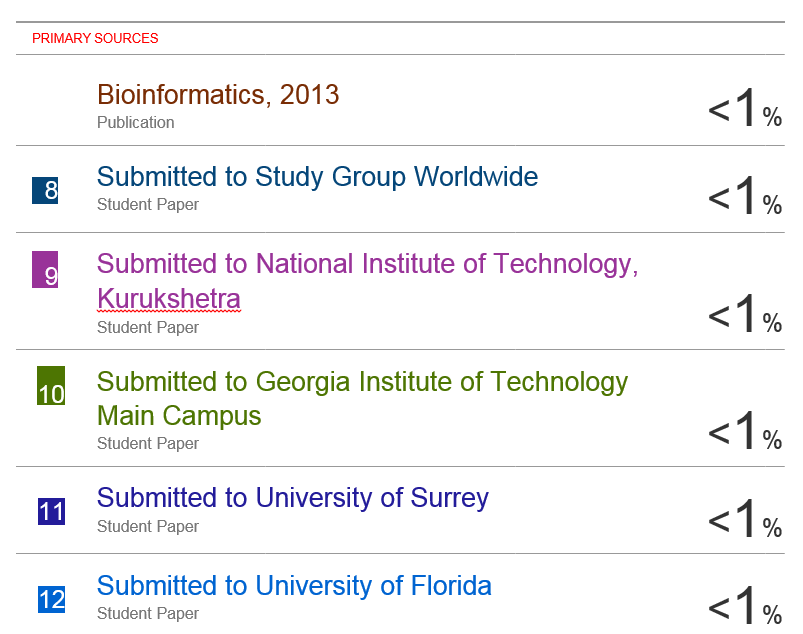 PRIMARY SOURCES
Bioinformatics, 2013
Publication
<1%
8
Submitted to Study Group Worldwide
Student Paper
<1%
9
Submitted to National Institute of Technology,
Kurukshetra
Student Paper
<1%
10
Submitted to Georgia Institute of Technology
Main Campus
Student Paper
<1%
11
Submitted to University of Surrey
Student Paper
<1%
12
Submitted to University of Florida
Student Paper
<1%